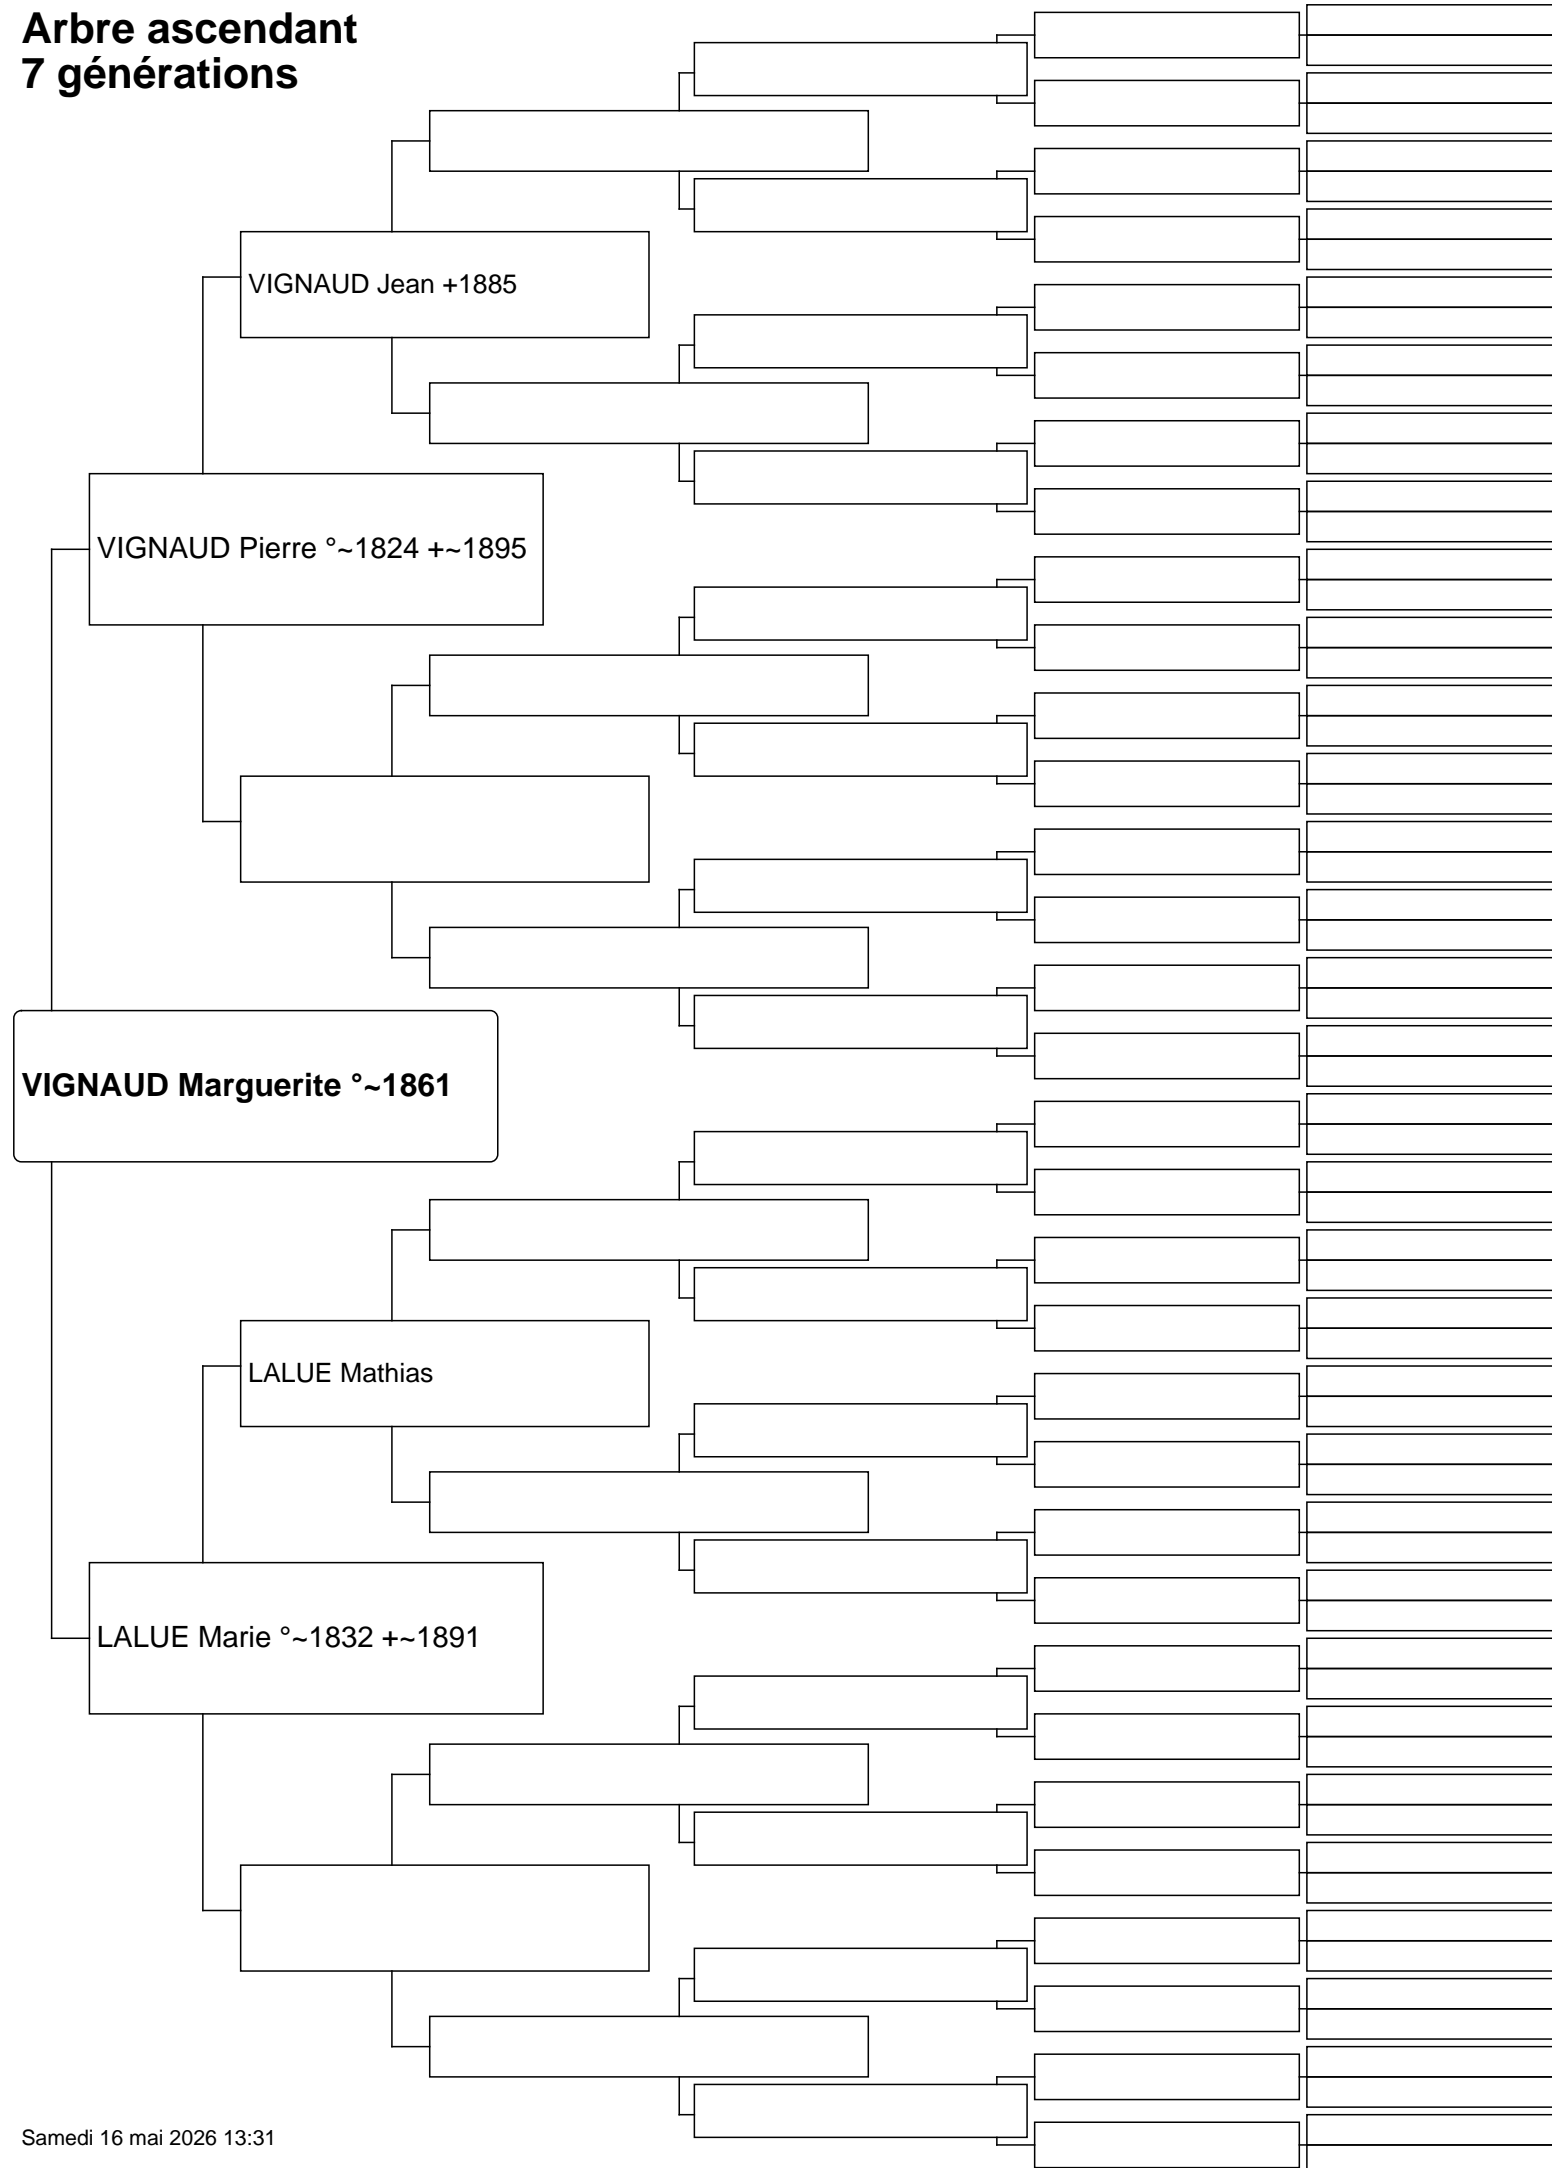 Arbre ascendant
7 générations
VIGNAUD Jean +1885
VIGNAUD Pierre °~1824 +~1895
VIGNAUD Marguerite °~1861
LALUE Mathias
LALUE Marie °~1832 +~1891
Samedi 16 mai 2026 13:31